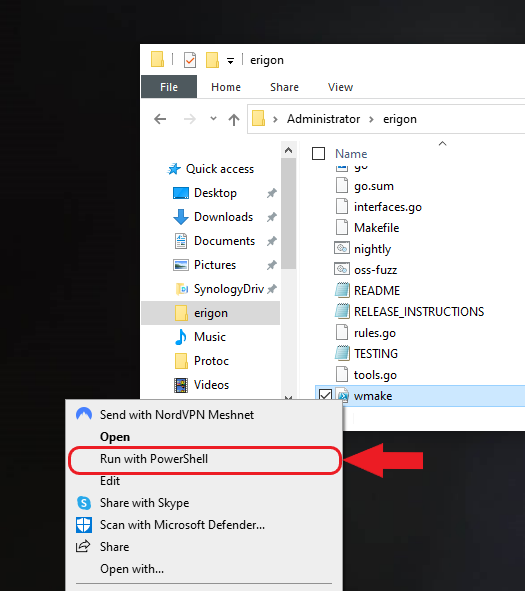 erigon
File Home Share View
Administrator erigon
Quick access
Desktop
Downloads
Documents
Pictures
SynologyDriv
erigon
Music
Protoc
Videos
Name
go
go.sum
interfaces.go
Makefile
nightly
oss-fuzz
README
RELEASE_INSTRUCTIONS
rules.go
TESTING
tools.go
wmake
Send with NordVPN Meshnet
Open
Run with PowerShell
Edit
Share with Skype
Scan with Microsoft Defender...
Share
Open with...